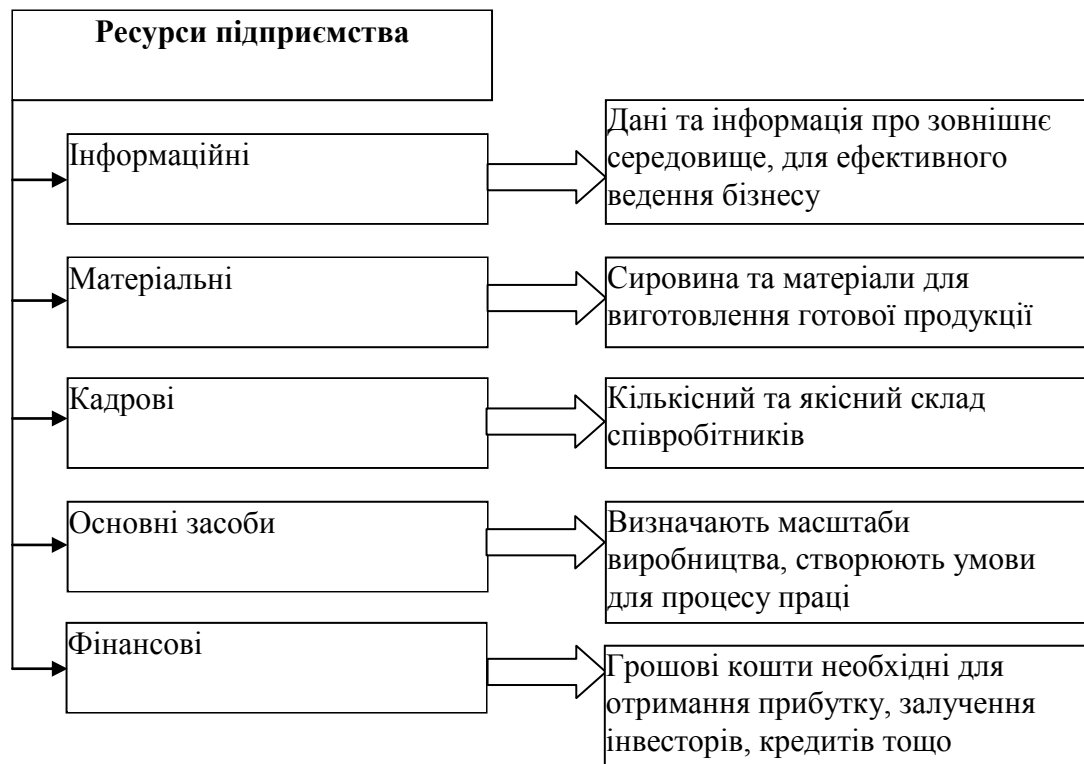 Ресурси підприємства
Інформаційні
Дані та інформація про зовнішнє
середовище, для ефективного
ведення бізнесу
Матеріальні
Сировина та матеріали для
виготовлення готової продукції
Кадрові
Кількісний та якісний склад
співробітників
Основні засоби
Визначають масштаби
виробництва, створюють умови
для процесу праці
Фінансові
Грошові кошти необхідні для
отримання прибутку, залучення
інвесторів, кредитів тощо